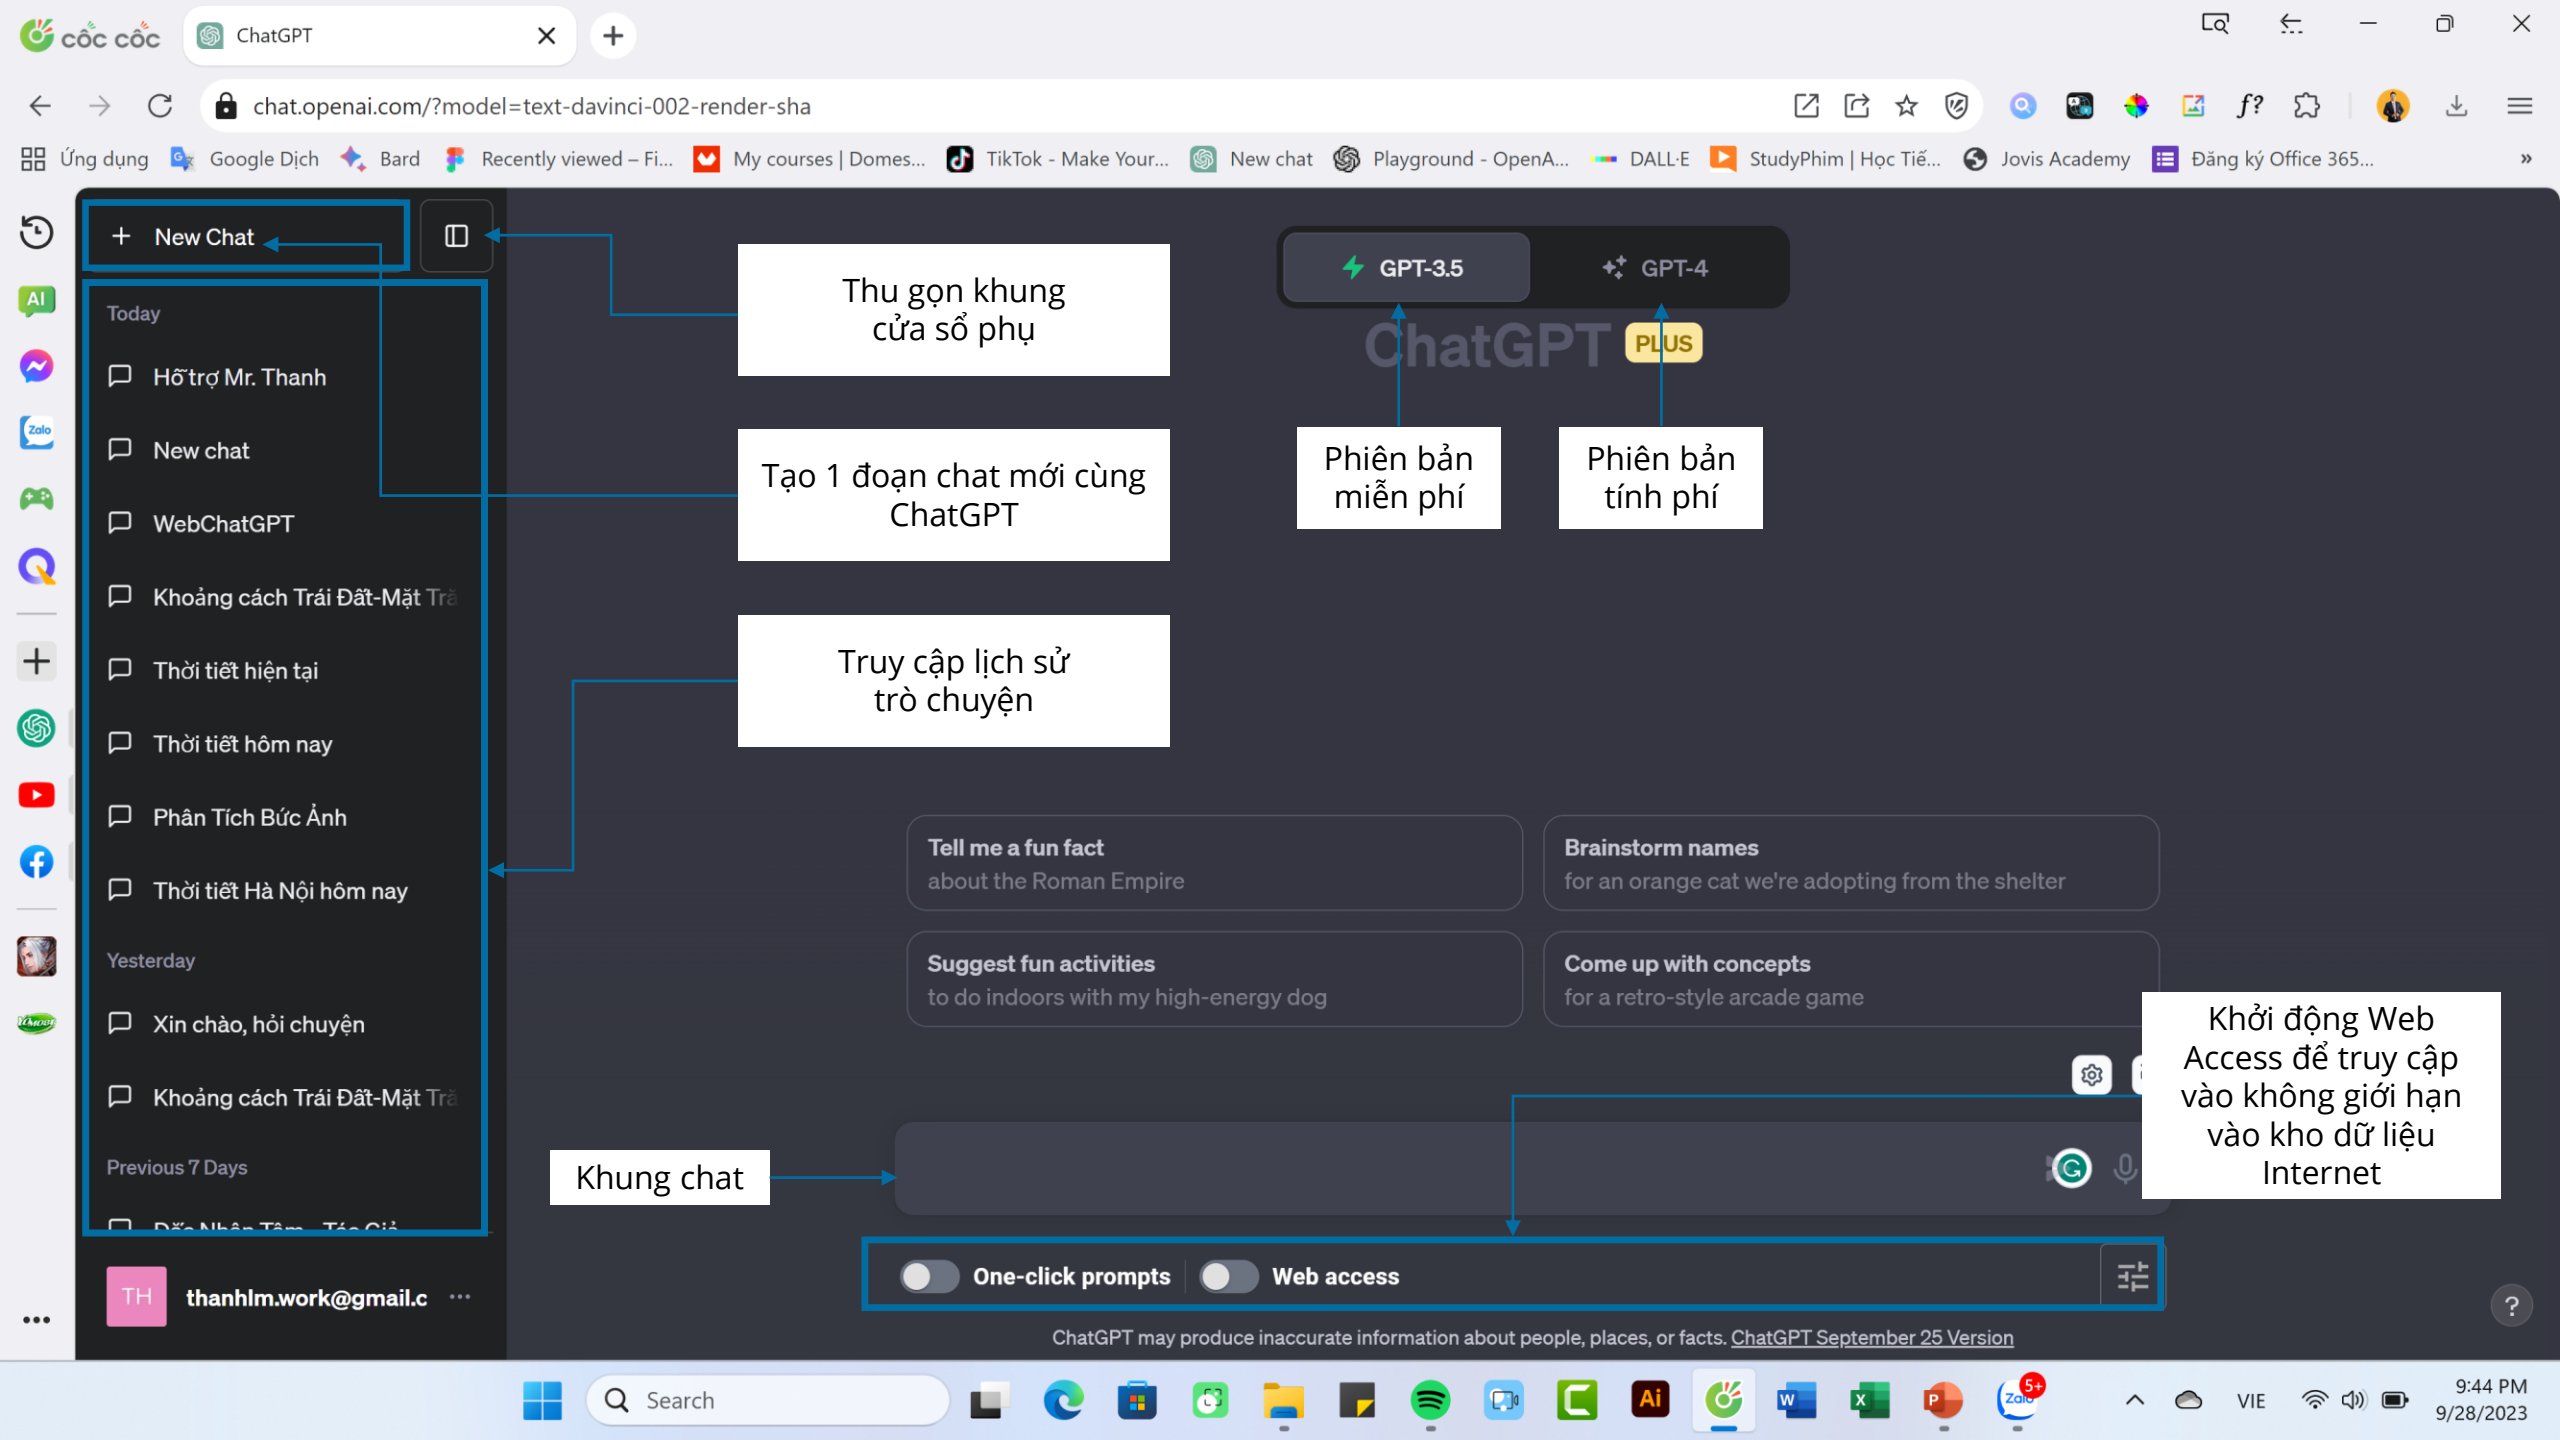 cốc cốc
ChatGPT
chat.openai.com/?model=text-davinci-002-render-sha
f?
Ứng dụng
Google Dịch
Bard
Recently viewed – Fi...
My courses | Domes...
TikTok - Make Your...
New chat
Playground - OpenA...
DALL·E
StudyPhim | Học Tiế...
Jovis Academy
Đăng ký Office 365...
»
AI
Zalo
New Chat
Today
Hỗ trợ Mr. Thanh
New chat
WebChatGPT
Khoảng cách Trái Đất-Mặt Tră
Thời tiết hiện tại
Thời tiết hôm nay
Phân Tích Bức Ảnh
Thời tiết Hà Nội hôm nay
Yesterday
Xin chào, hỏi chuyện
Khoảng cách Trái Đất-Mặt Tră
Previous 7 Days
Đắc Nhân Tâm - Tác Giả
TH
thanhlm.work@gmail.c
Thu gọn khung
cửa sổ phụ
Tạo 1 đoạn chat mới cùng
ChatGPT
Truy cập lịch sử
trò chuyện
GPT-3.5
GPT-4
ChatGPT PLUS
Phiên bản
miễn phí
Phiên bản
tính phí
Tell me a fun fact
about the Roman Empire
Brainstorm names
for an orange cat we're adopting from the shelter
Suggest fun activities
to do indoors with my high-energy dog
Come up with concepts
for a retro-style arcade game
Khởi động Web
Access để truy cập
vào không giới hạn
vào kho dữ liệu
Internet
Khung chat
One-click prompts
Web access
?
ChatGPT may produce inaccurate information about people, places, or facts. ChatGPT September 25 Version
Search
Ai
W
X
P
Zalo
5+
VIE
9:44 PM
9/28/2023